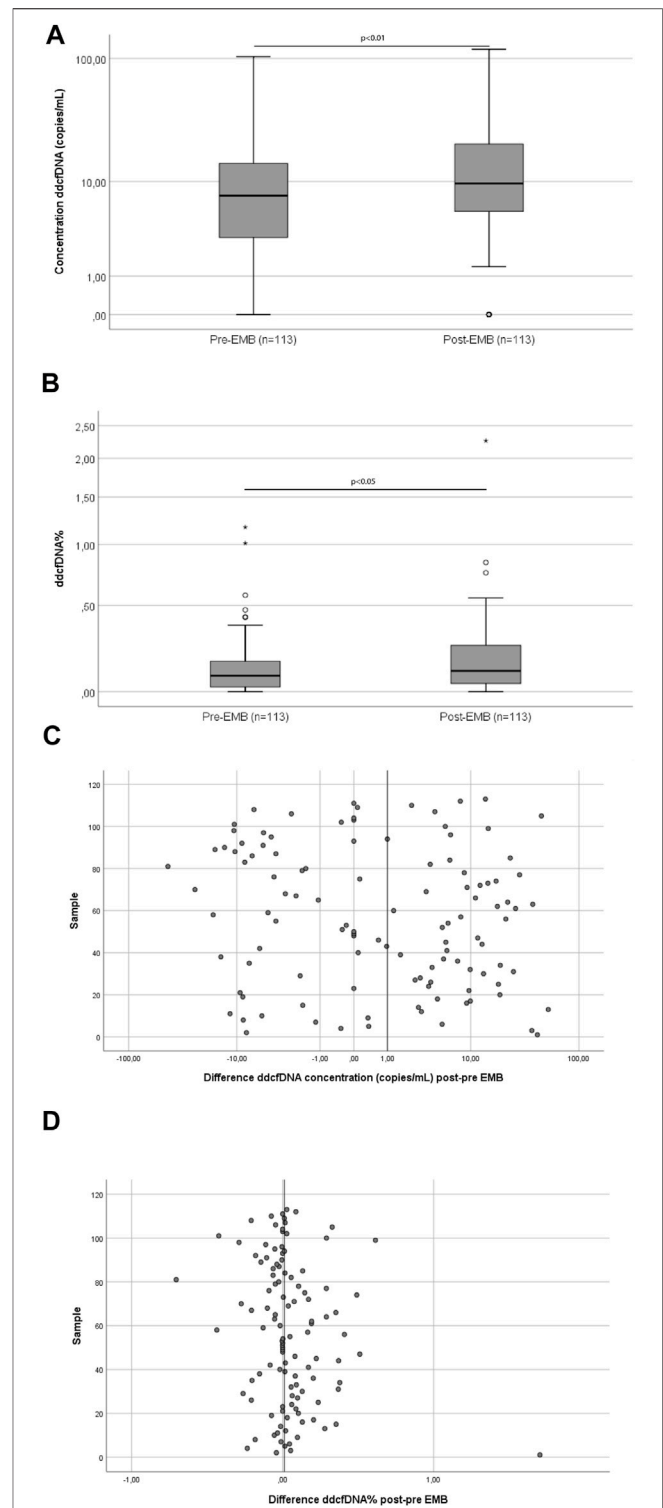 A
p<0.01
Concentration ddcfDNA (copies/mL)
100,00
10,00
1,00
,00
Pre-EMB (n=113)
Post-EMB (n=113)
B
p<0.05
ddcfDNA%
2,50
2,00
1,50
1,00
,50
,00
Pre-EMB (n=113)
Post-EMB (n=113)
C
Sample
120
100
80
60
40
20
0
-100,00 -10,00 -1,00 ,00 1,00 10,00 100,00
Difference ddcfDNA concentration (copies/mL) post-pre EMB
D
Sample
120
100
80
60
40
20
0
-1,00 ,00 1,00
Difference ddcfDNA% post-pre EMB